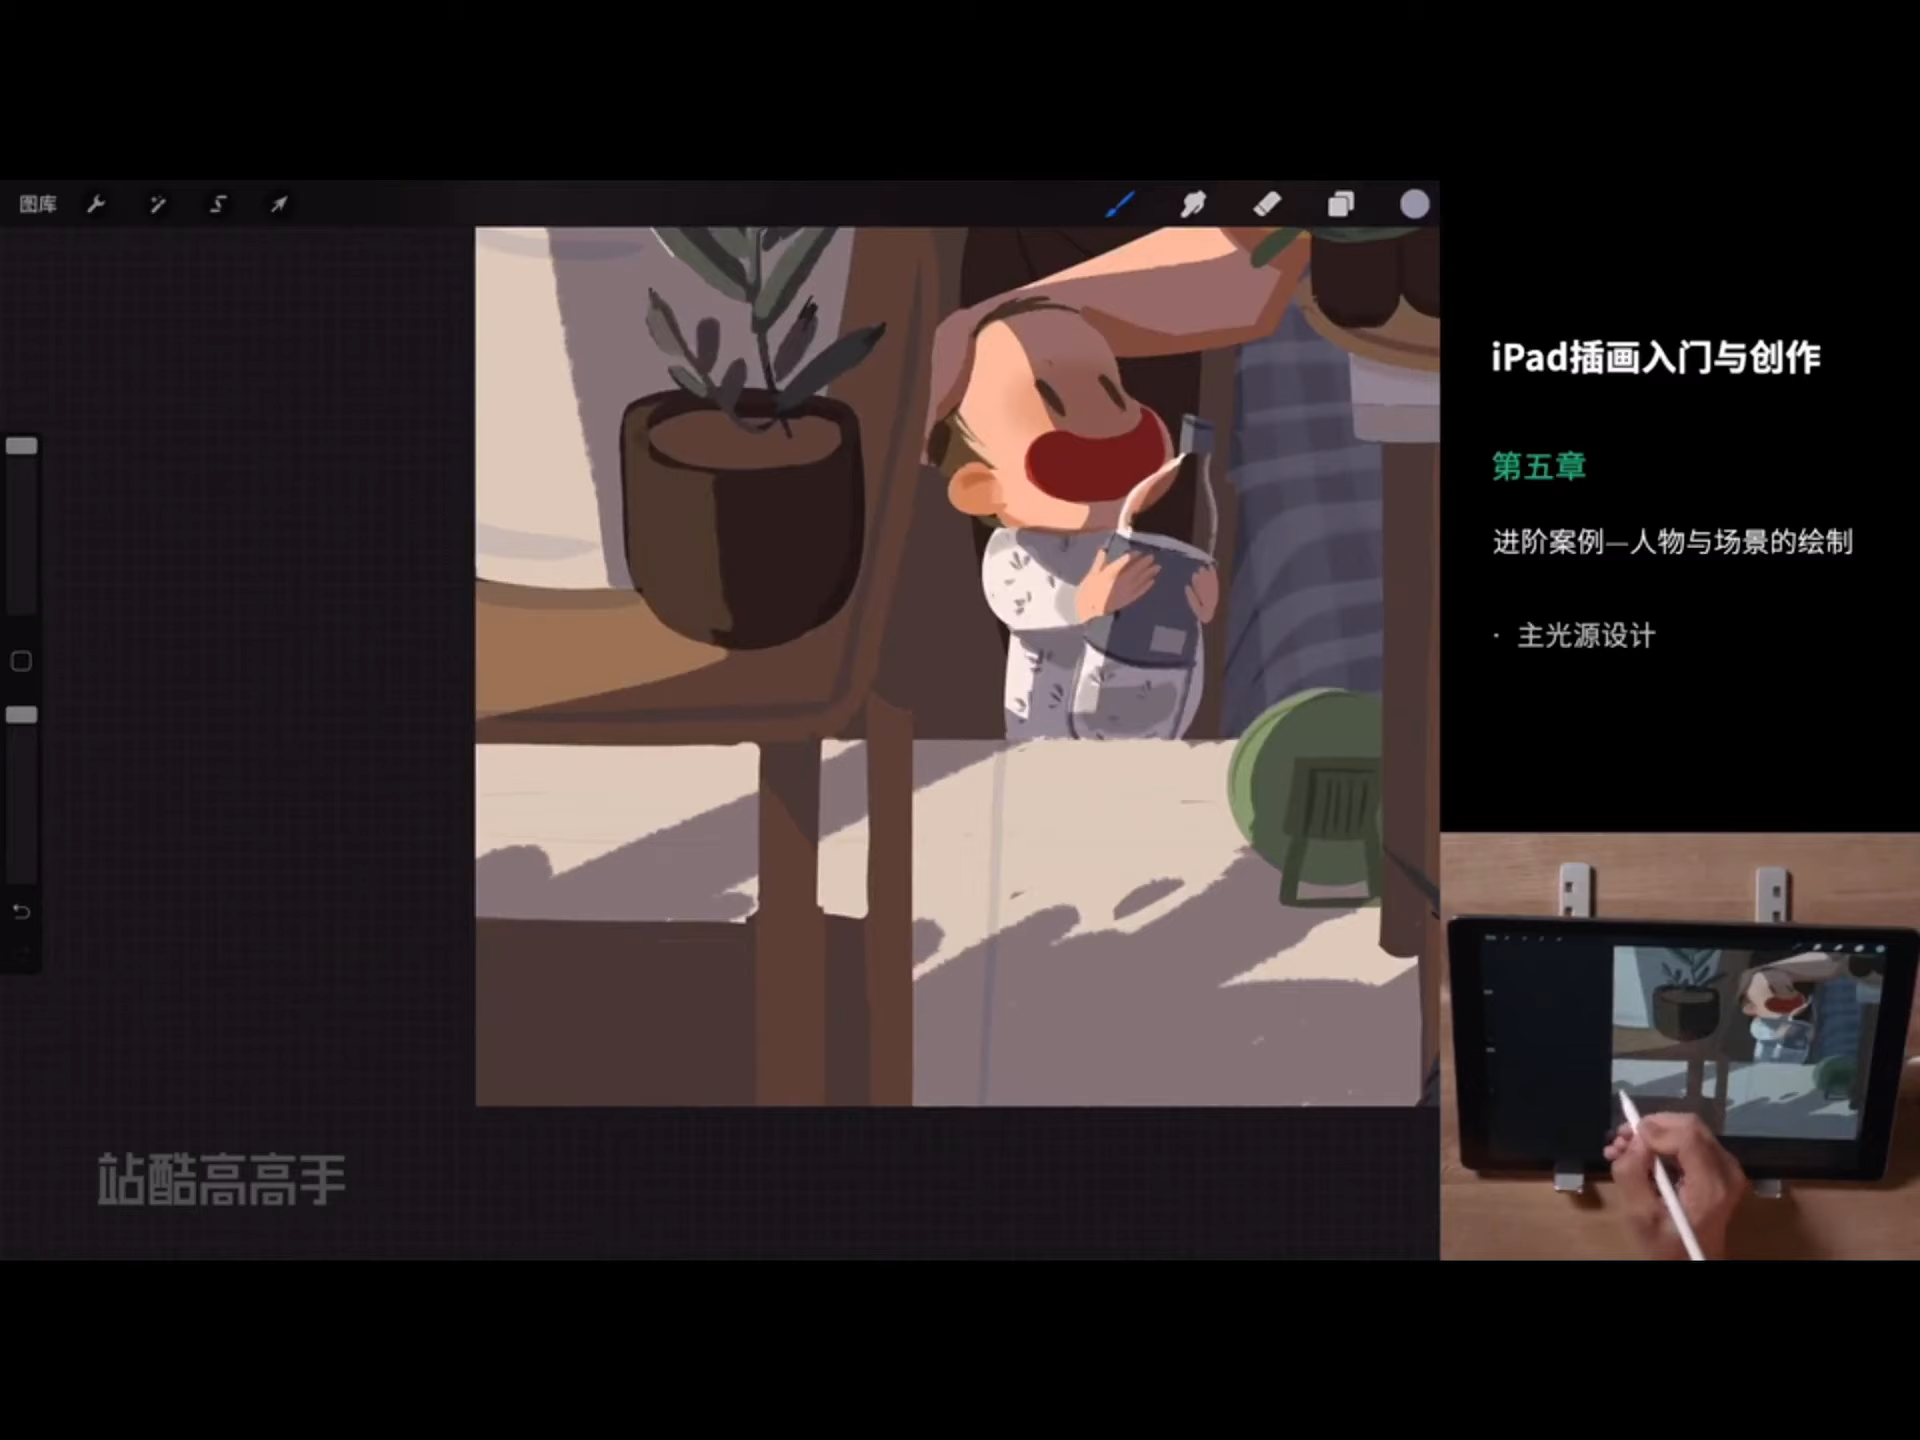 图库
iPad插画入门与创作
第五章
进阶案例—人物与场景的绘制
· 主光源设计
站酷高高手